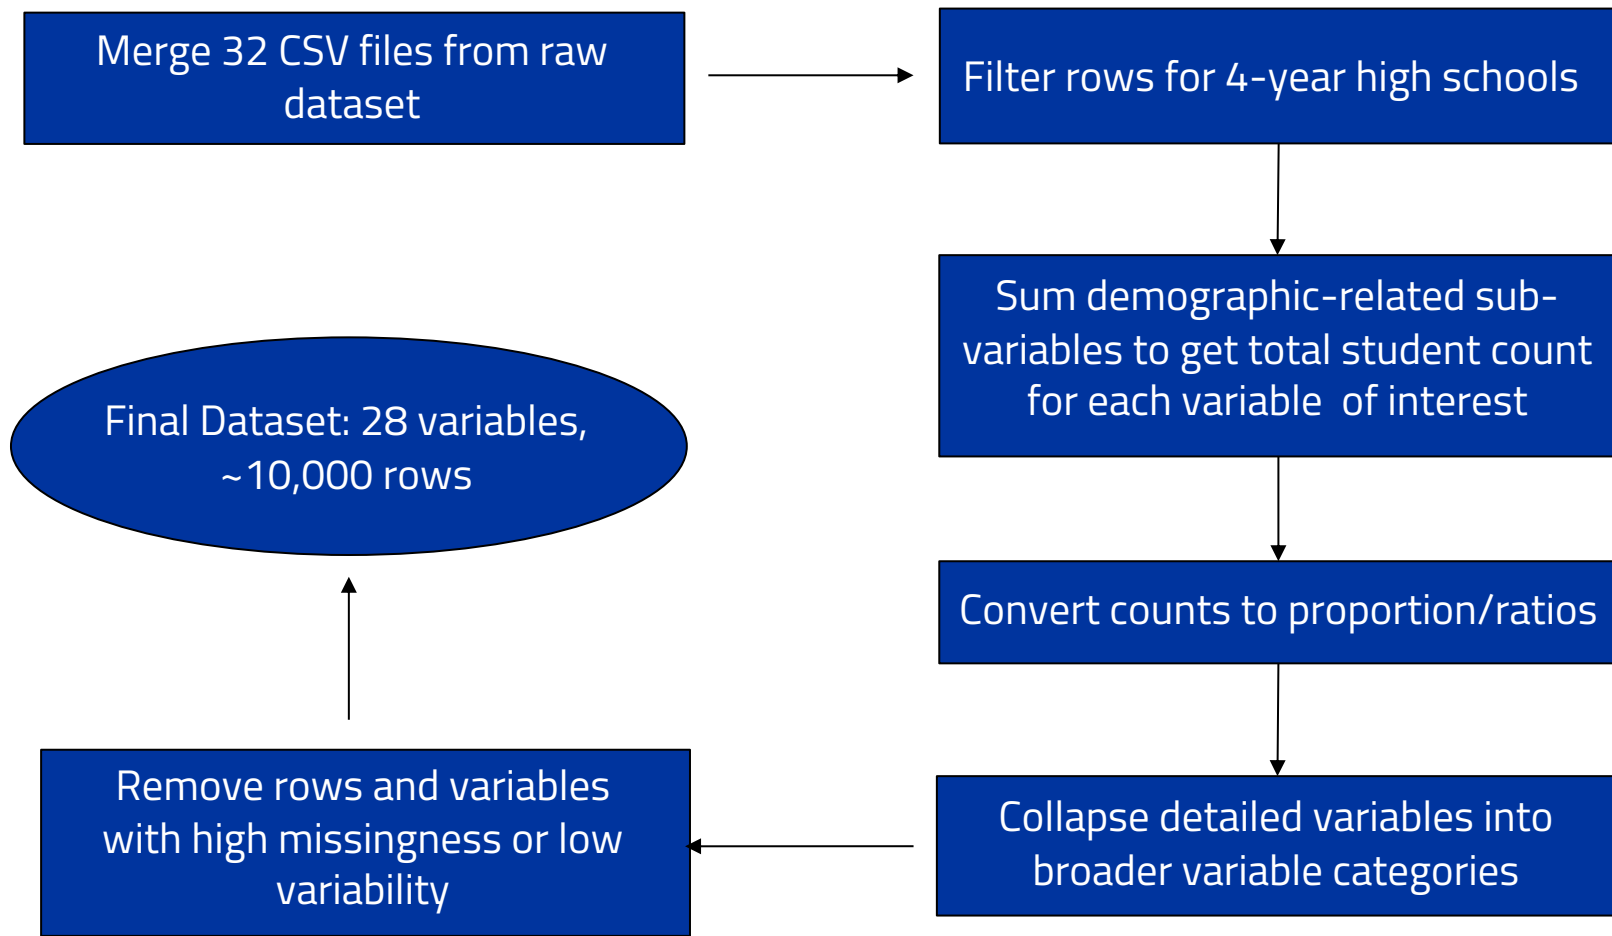 Merge 32 CSV files from raw
dataset
Filter rows for 4-year high schools
Sum demographic-related sub-
variables to get total student count
for each variable of interest
Convert counts to proportion/ratios
Collapse detailed variables into
broader variable categories
Remove rows and variables
with high missingness or low
variability
Final Dataset: 28 variables,
~10,000 rows